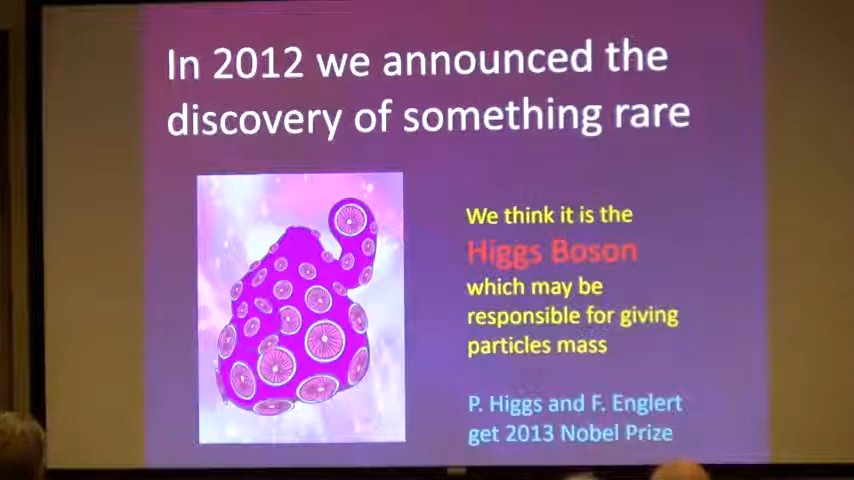 In 2012 we announced the
discovery of something rare
We think it is the
Higgs Boson
which may be
responsible for giving
particles mass
P. Higgs and F. Englert
get 2013 Nobel Prize